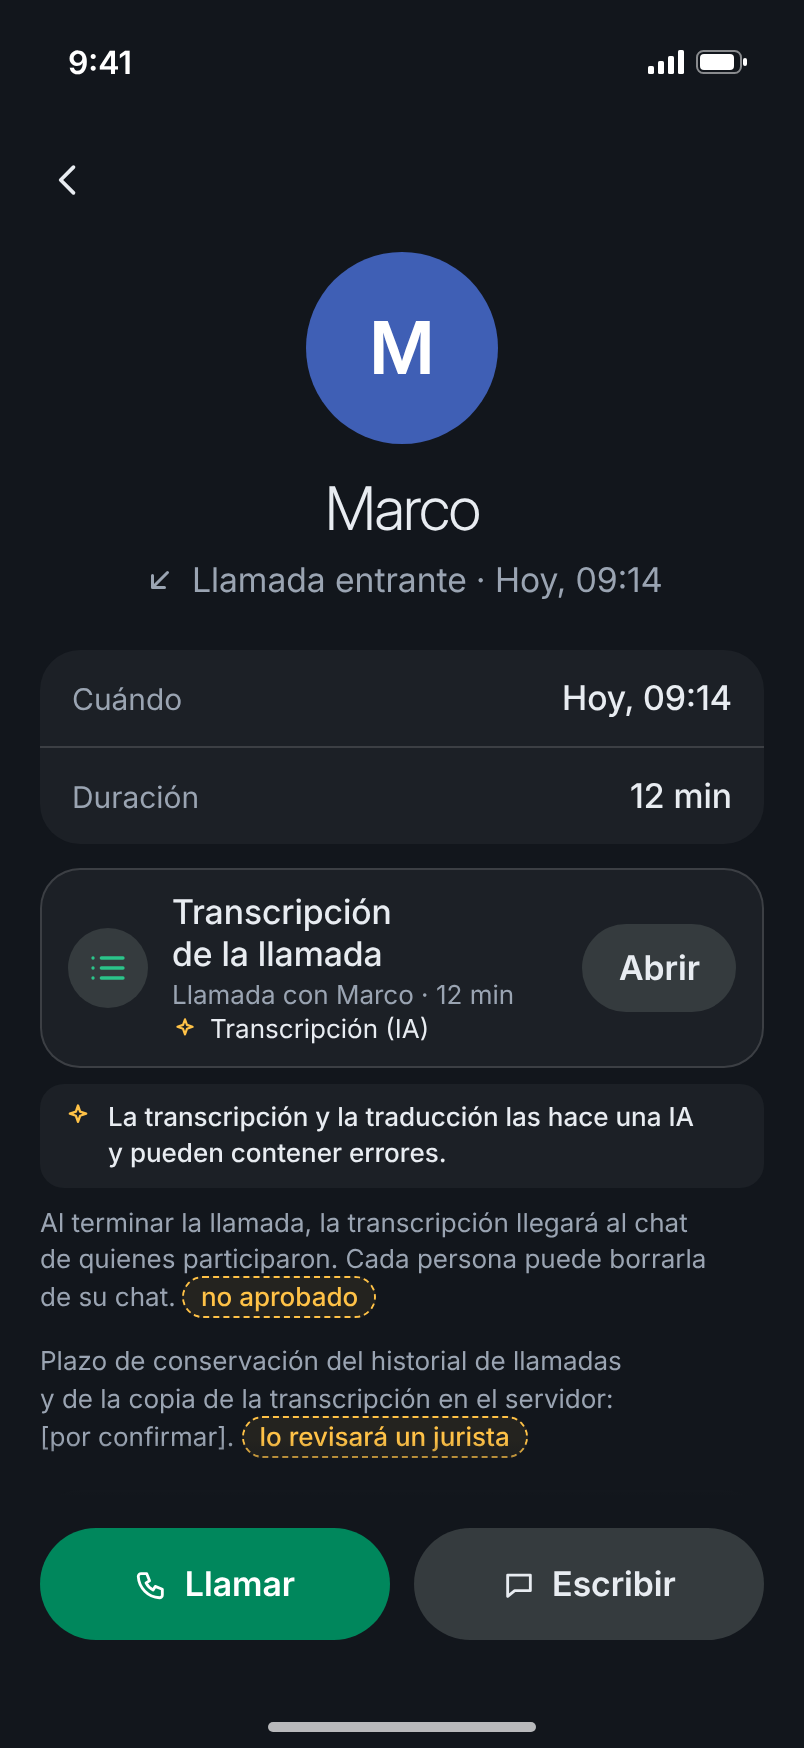 9:41
M
Marco
Llamada entrante · Hoy, 09:14
Cuándo
Hoy, 09:14
Duración
12 min
Transcripción
de la llamada
Llamada con Marco · 12 min
Transcripción (IA)
Abrir
La transcripción y la traducción las hace una IA
y pueden contener errores.
Al terminar la llamada, la transcripción llegará al chat
de quienes participaron. Cada persona puede borrarla
de su chat. no aprobado
Plazo de conservación del historial de llamadas
y de la copia de la transcripción en el servidor:
[por confirmar]. lo revisará un jurista
Llamar
Escribir